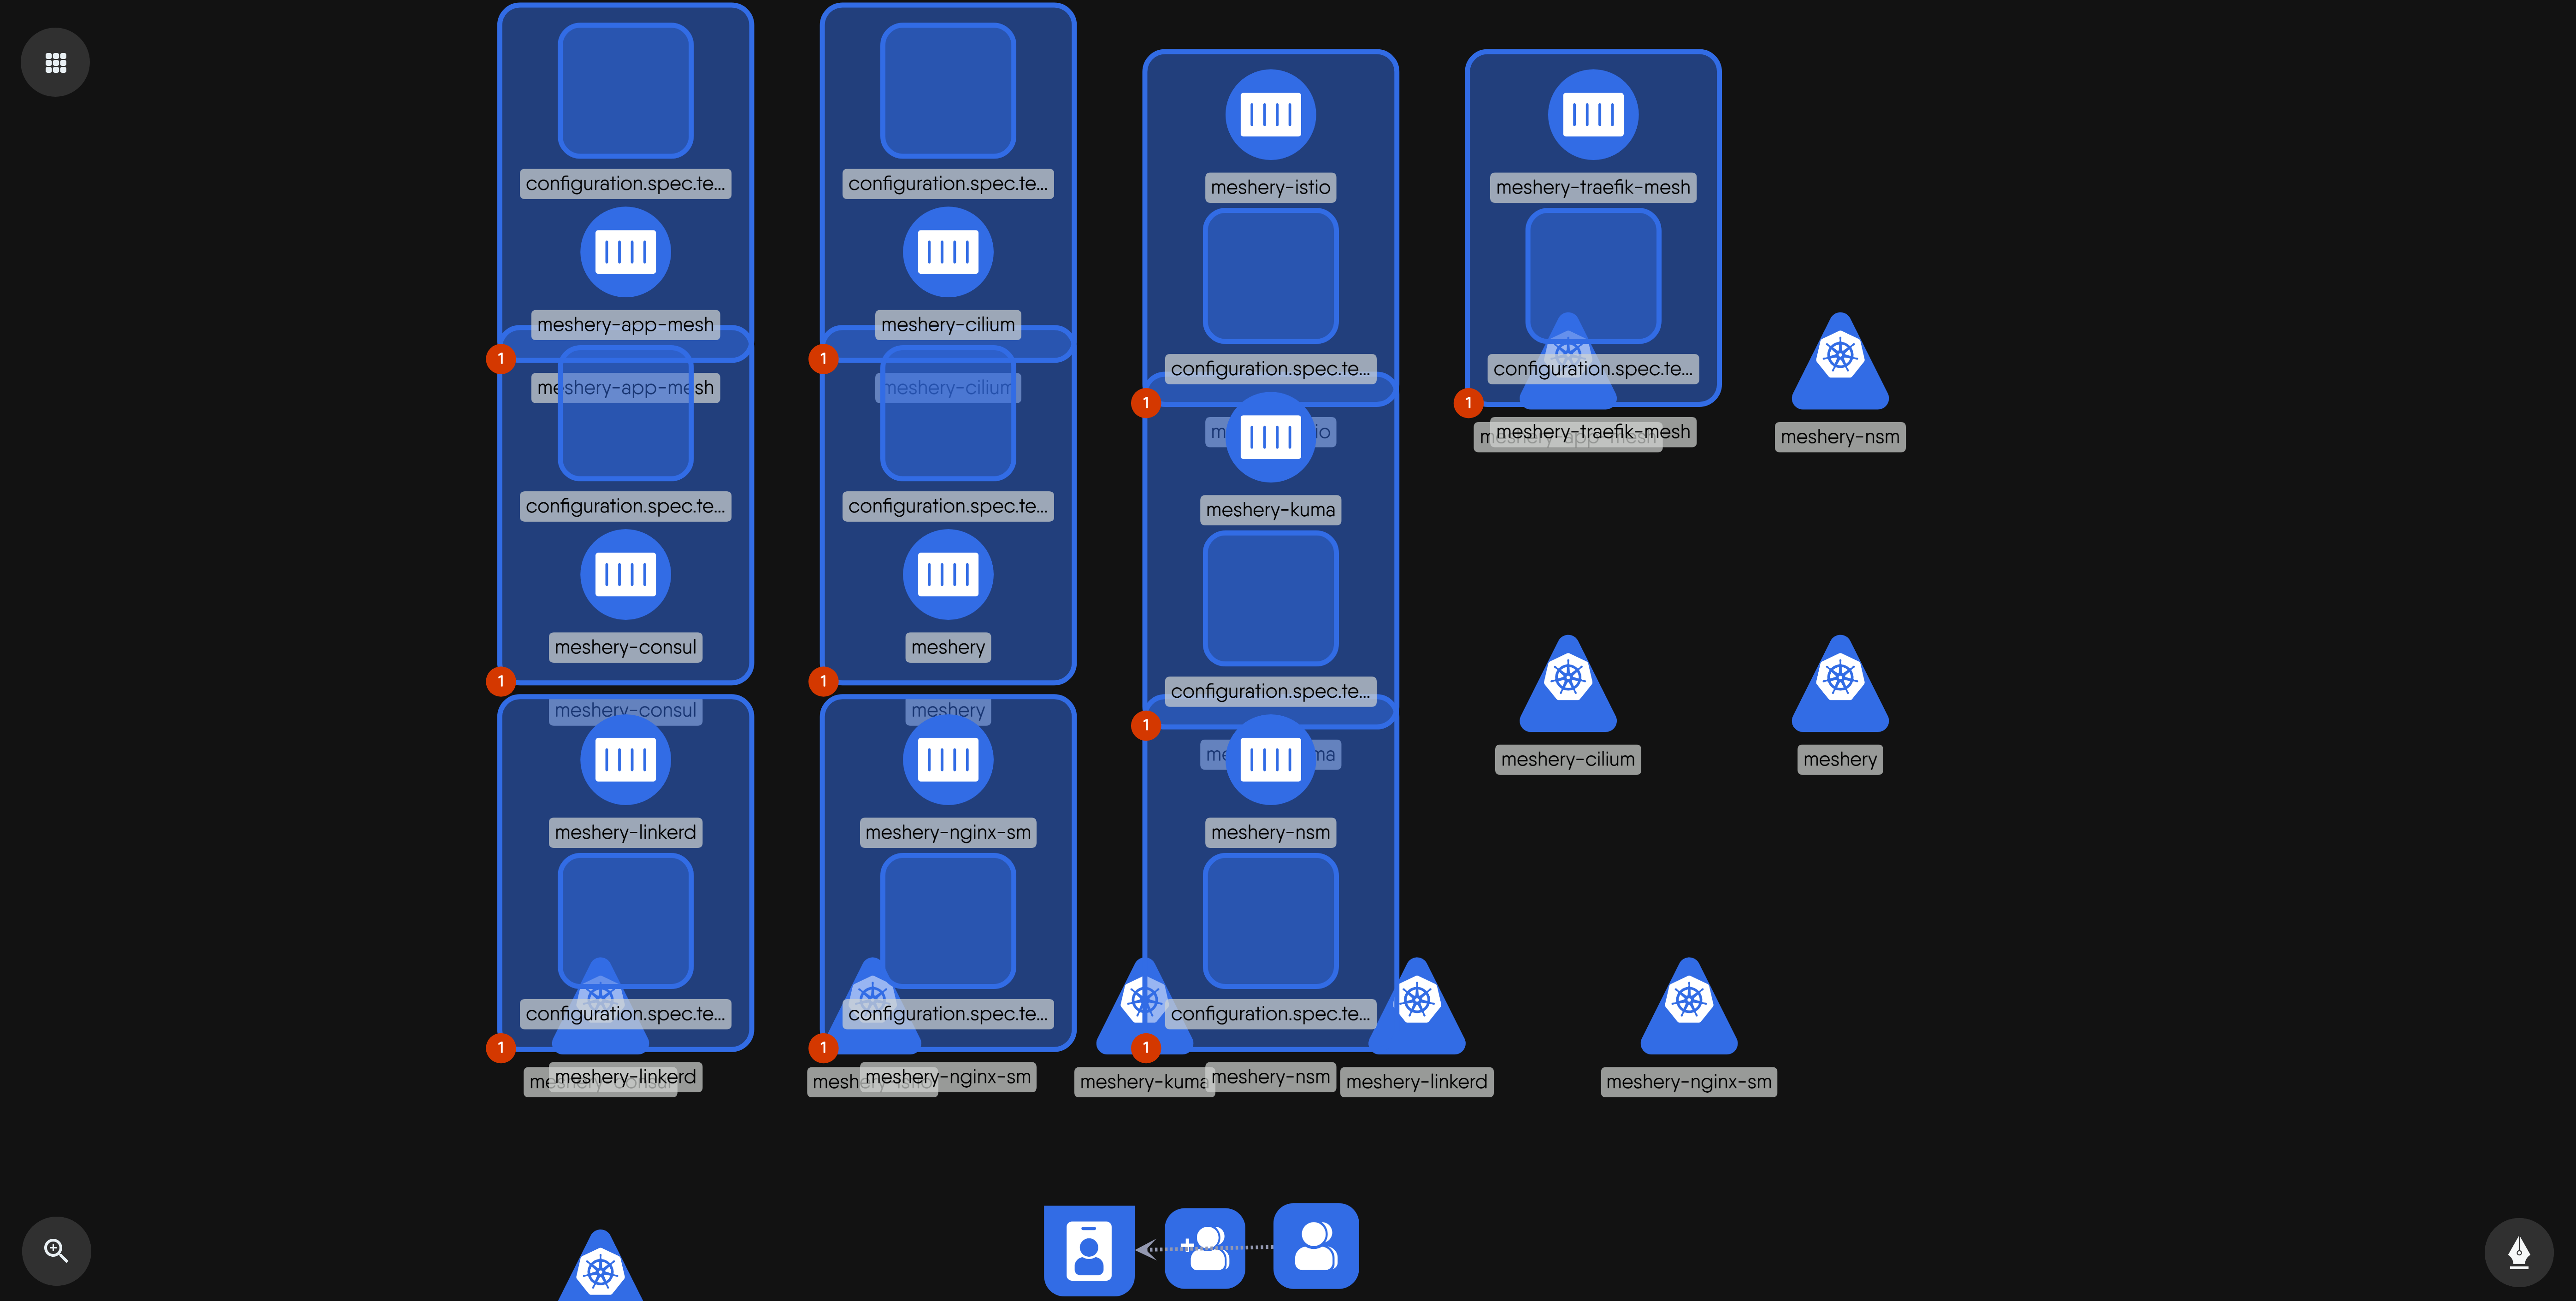 configuration.spec.te...
configuration.spec.te...
meshery-istio
meshery-traefik-mesh
meshery-app-mesh
meshery-cilium
1
1
configuration.spec.te...
configuration.spec.te...
meshery-app-mesh
meshery-cilium
1
1
meshery-traefik-mesh
meshery-nsm
configuration.spec.te...
configuration.spec.te...
meshery-kuma
meshery-consul
meshery
1
1
configuration.spec.te...
meshery-consul
meshery
1
meshery-cilium
meshery
meshery-linkerd
meshery-nginx-sm
meshery-nsm
configuration.spec.te...
configuration.spec.te...
configuration.spec.te...
1
1
1
meshery-linkerd
meshery-nginx-sm
meshery-kuma
meshery-nsm
meshery-linkerd
meshery-nginx-sm